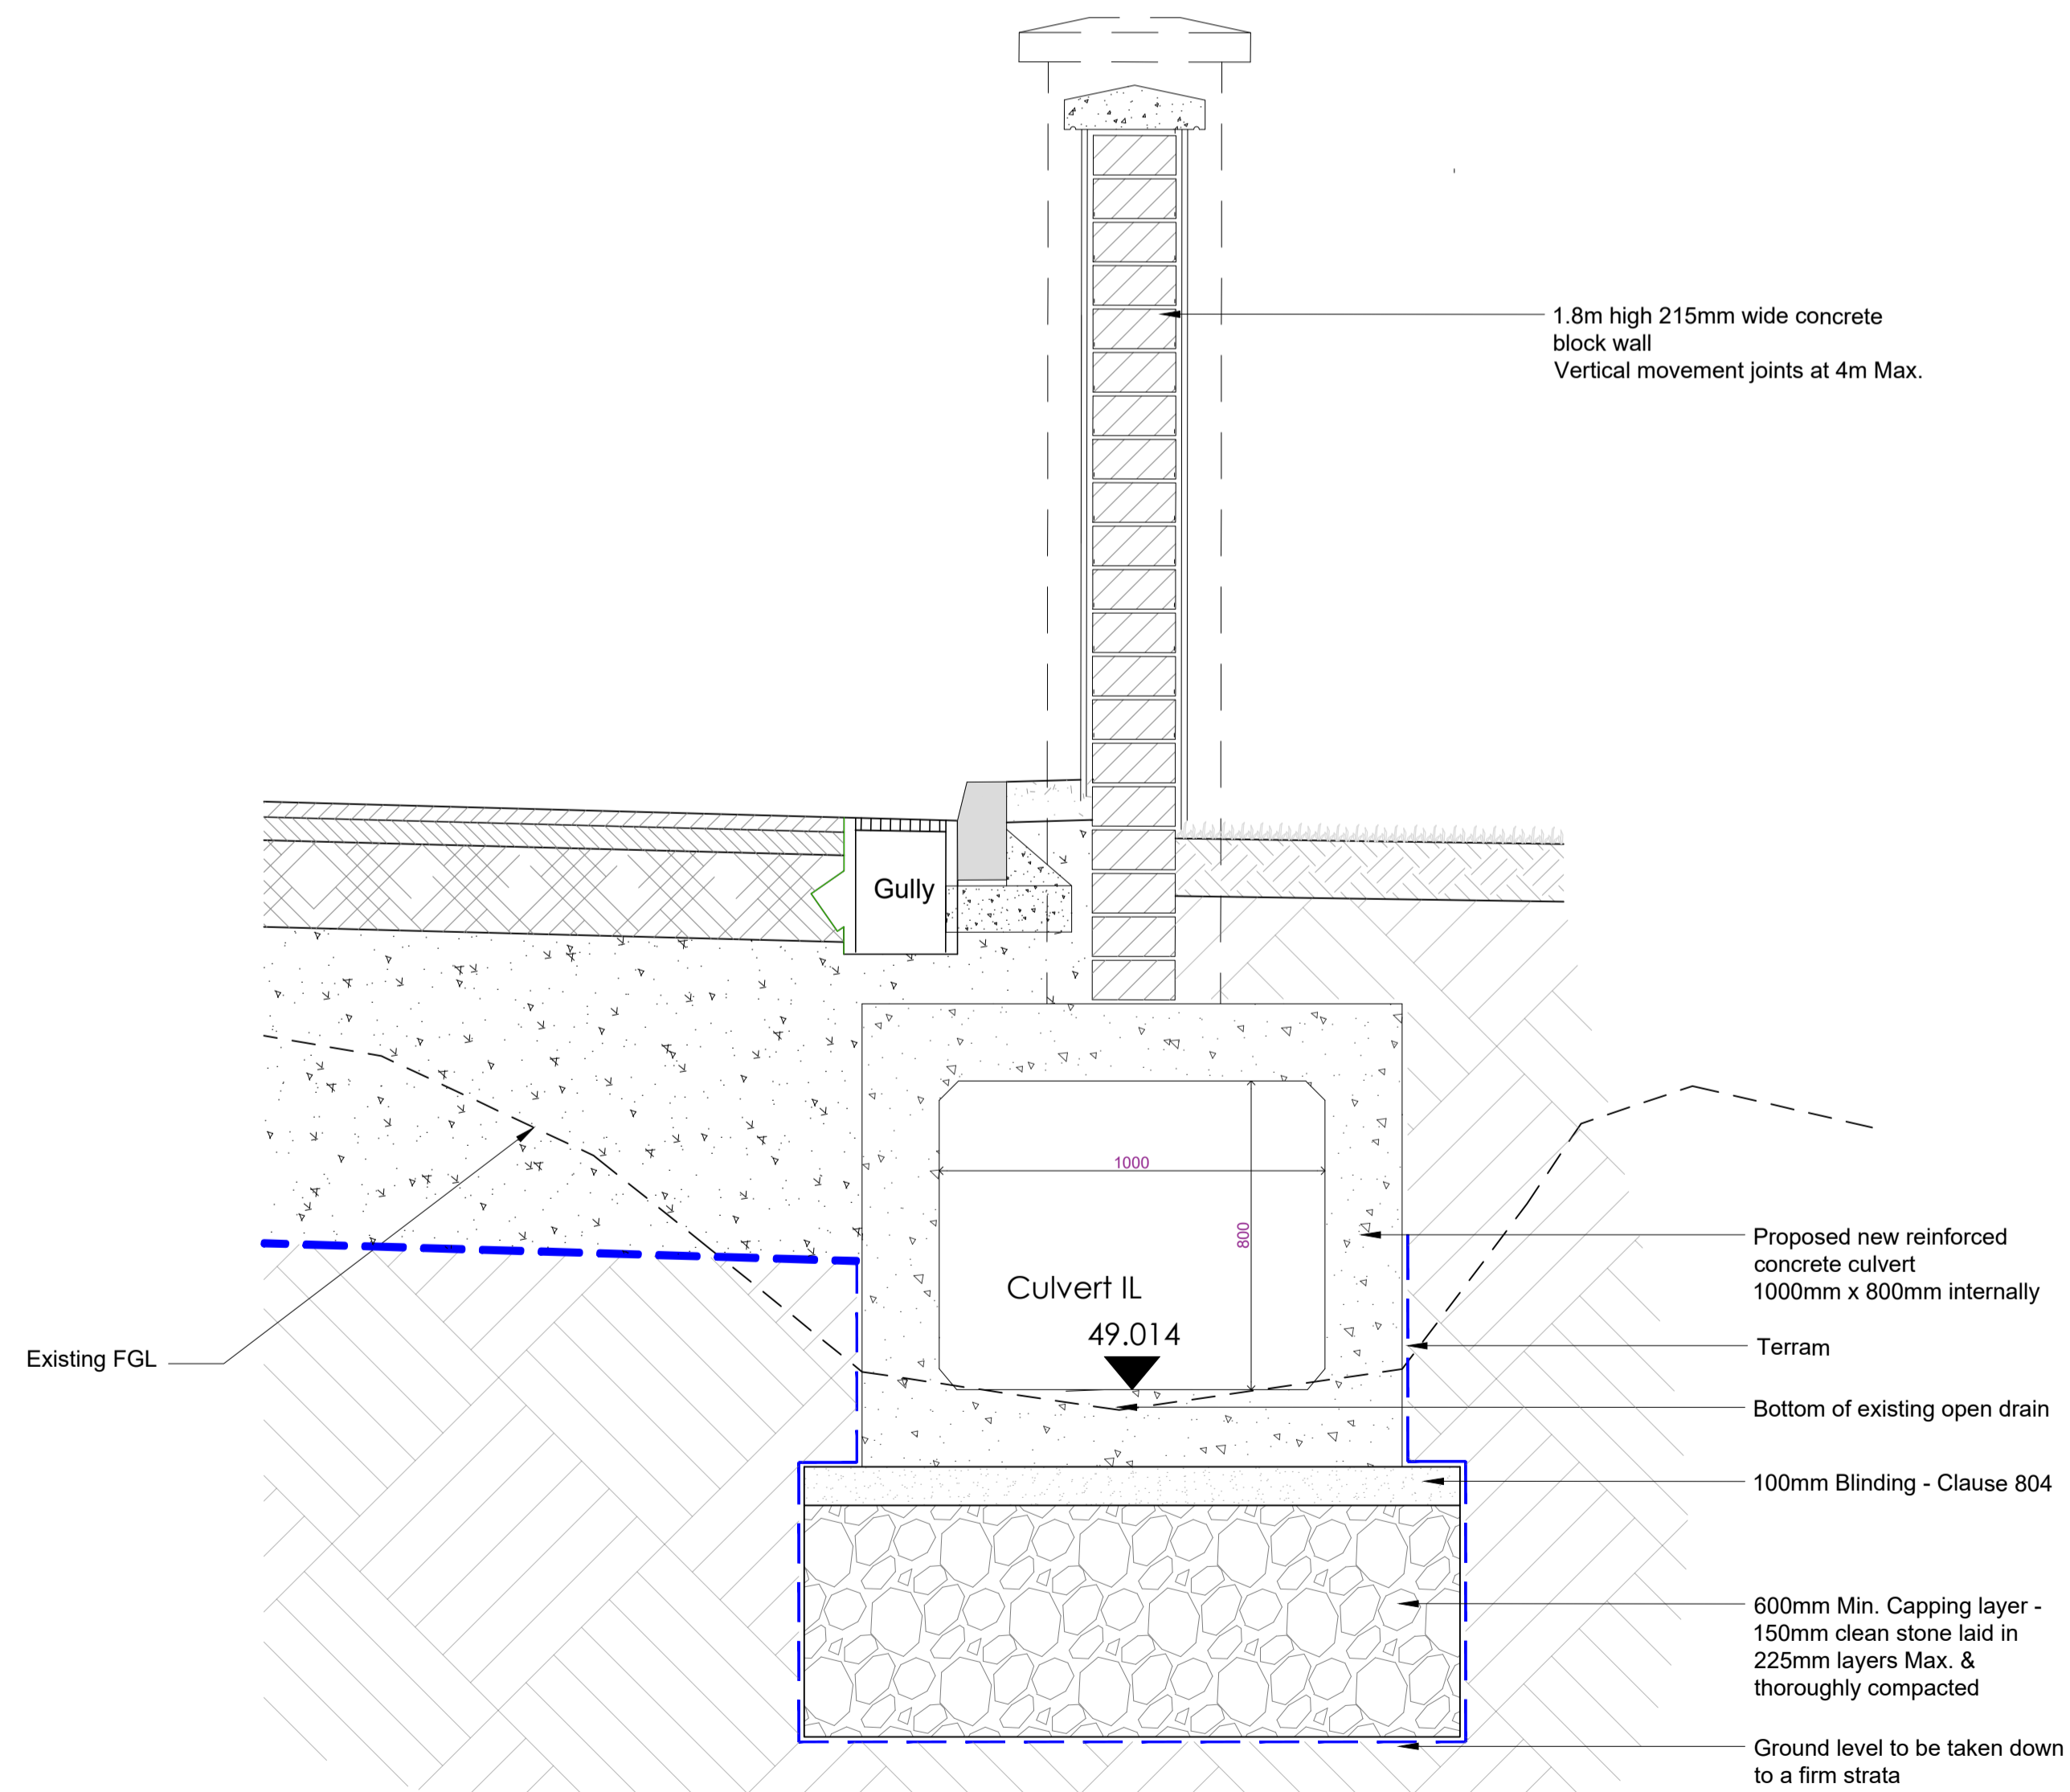 1.8m high 215mm wide concrete
block wall
Vertical movement joints at 4m Max.
Gully
1000
800
Culvert IL
49.014
Existing FGL
Proposed new reinforced
concrete culvert
1000mm x 800mm internally
Terram
Bottom of existing open drain
100mm Blinding - Clause 804
600mm Min. Capping layer -
150mm clean stone laid in
225mm layers Max. &
thoroughly compacted
Ground level to be taken down
to a firm strata